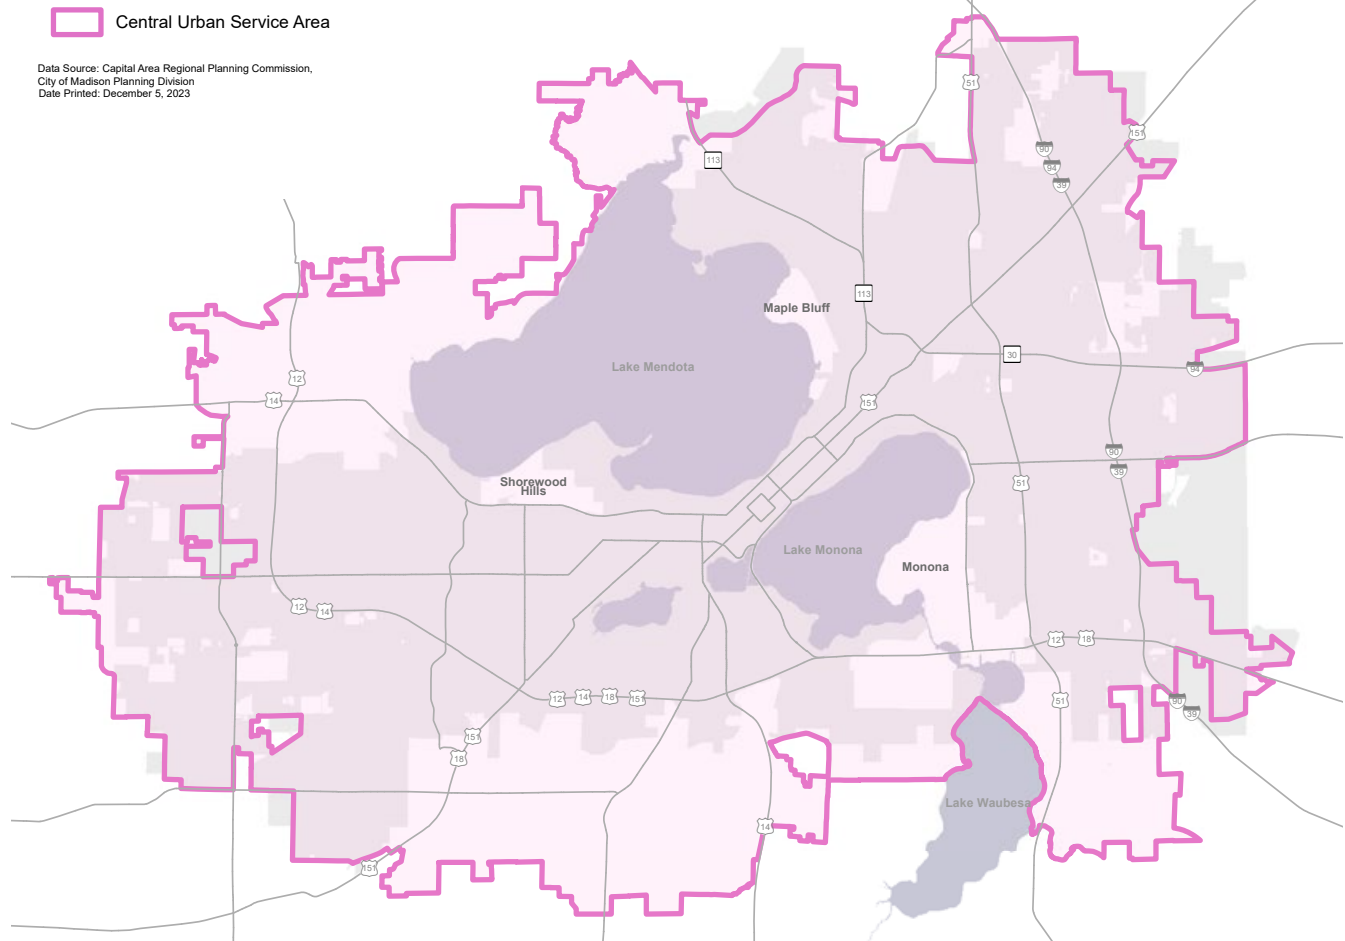 Central Urban Service Area
Data Source: Capital Area Regional Planning Commission,
City of Madison Planning Division
Date Printed: December 5, 2023
51
151
90
94
39
113
113
Maple Bluff
30
94
Lake Mendota
12
14
151
90
39
51
Shorewood
Hills
Lake Monona
Monona
12
14
12
18
12
14
18
151
51
90
39
151
18
Lake Waubesa
14
151